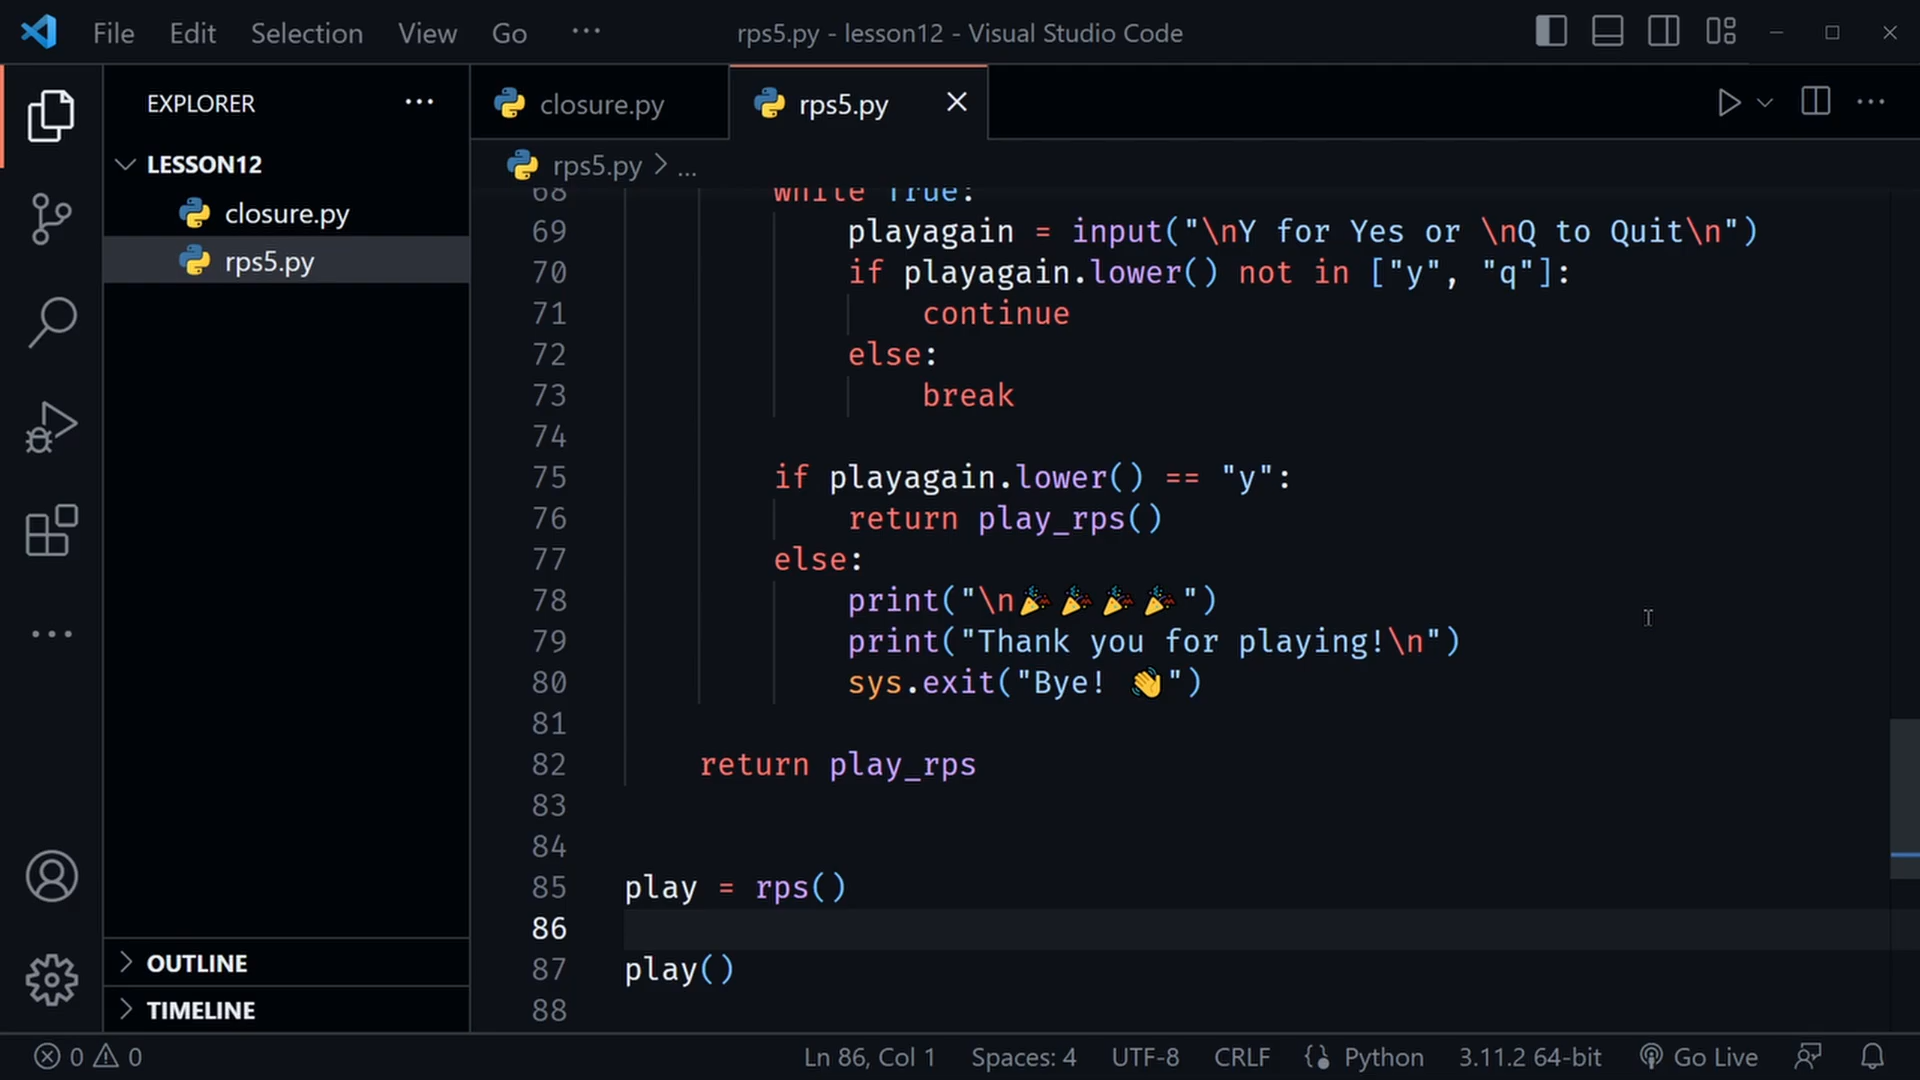 File Edit Selection View Go ... rps5.py - lesson12 - Visual Studio Code
EXPLORER ...
LESSON12
closure.py
rps5.py
OUTLINE
TIMELINE
closure.py rps5.py
rps5.py > ...
68 while True:
69 playagain = input("\nY for Yes or \nQ to Quit\n")
70 if playagain.lower() not in ["y", "q"]:
71 continue
72 else:
73 break
74
75 if playagain.lower() == "y":
76 return play_rps()
77 else:
78 print("\n🎉🎉🎉🎉")
79 print("Thank you for playing!\n")
80 sys.exit("Bye! 👋")
81
82 return play_rps
83
84
85 play = rps()
86
87 play()
88
0 0 Ln 86, Col 1 Spaces: 4 UTF-8 CRLF Python 3.11.2 64-bit Go Live